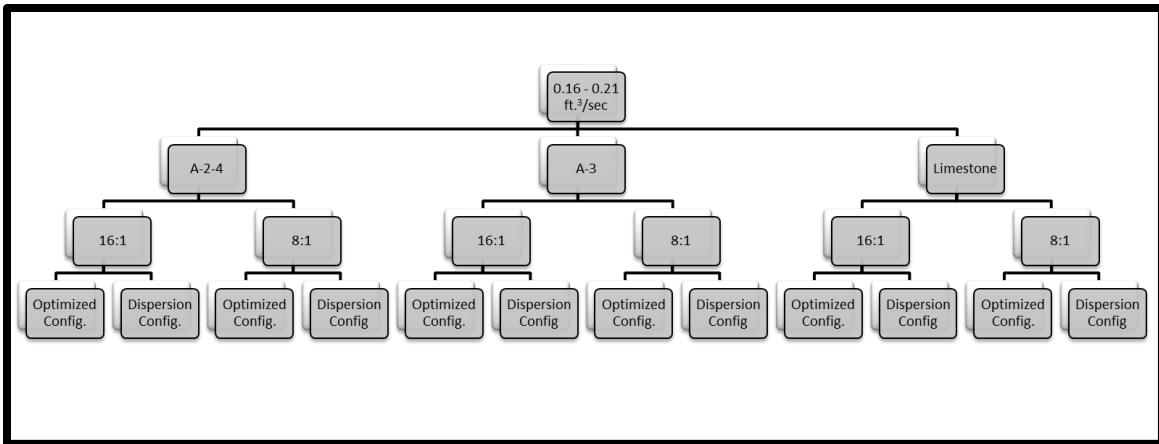 0.16 - 0.21
ft.³/sec
A-2-4
A-3
Limestone
16:1
8:1
16:1
8:1
16:1
8:1
Optimized
Config.
Dispersion
Config.
Optimized
Config.
Dispersion
Config
Optimized
Config.
Dispersion
Config
Optimized
Config.
Dispersion
Config
Optimized
Config.
Dispersion
Config
Optimized
Config.
Dispersion
Config